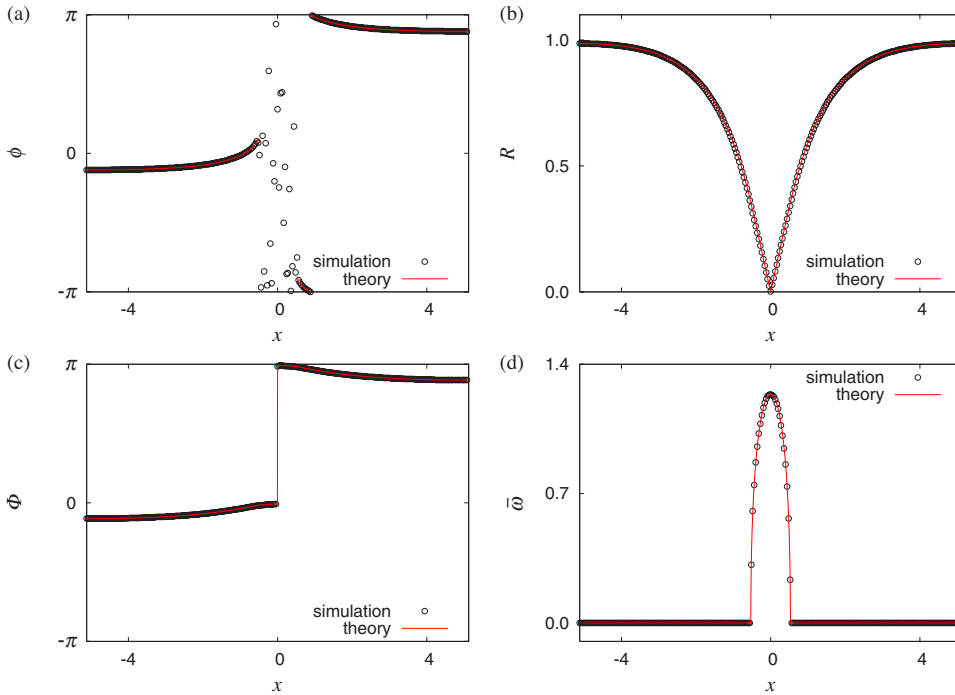 (a)
π
0
-π
ϕ
simulation
theory
-4
0
4
x
(b)
1.0
0.5
0.0
R
simulation
theory
-4
0
4
x
(c)
π
0
-π
Φ
simulation
theory
-4
0
4
x
(d)
1.4
0.7
0.0
ω̄
simulation
theory
-4
0
4
x